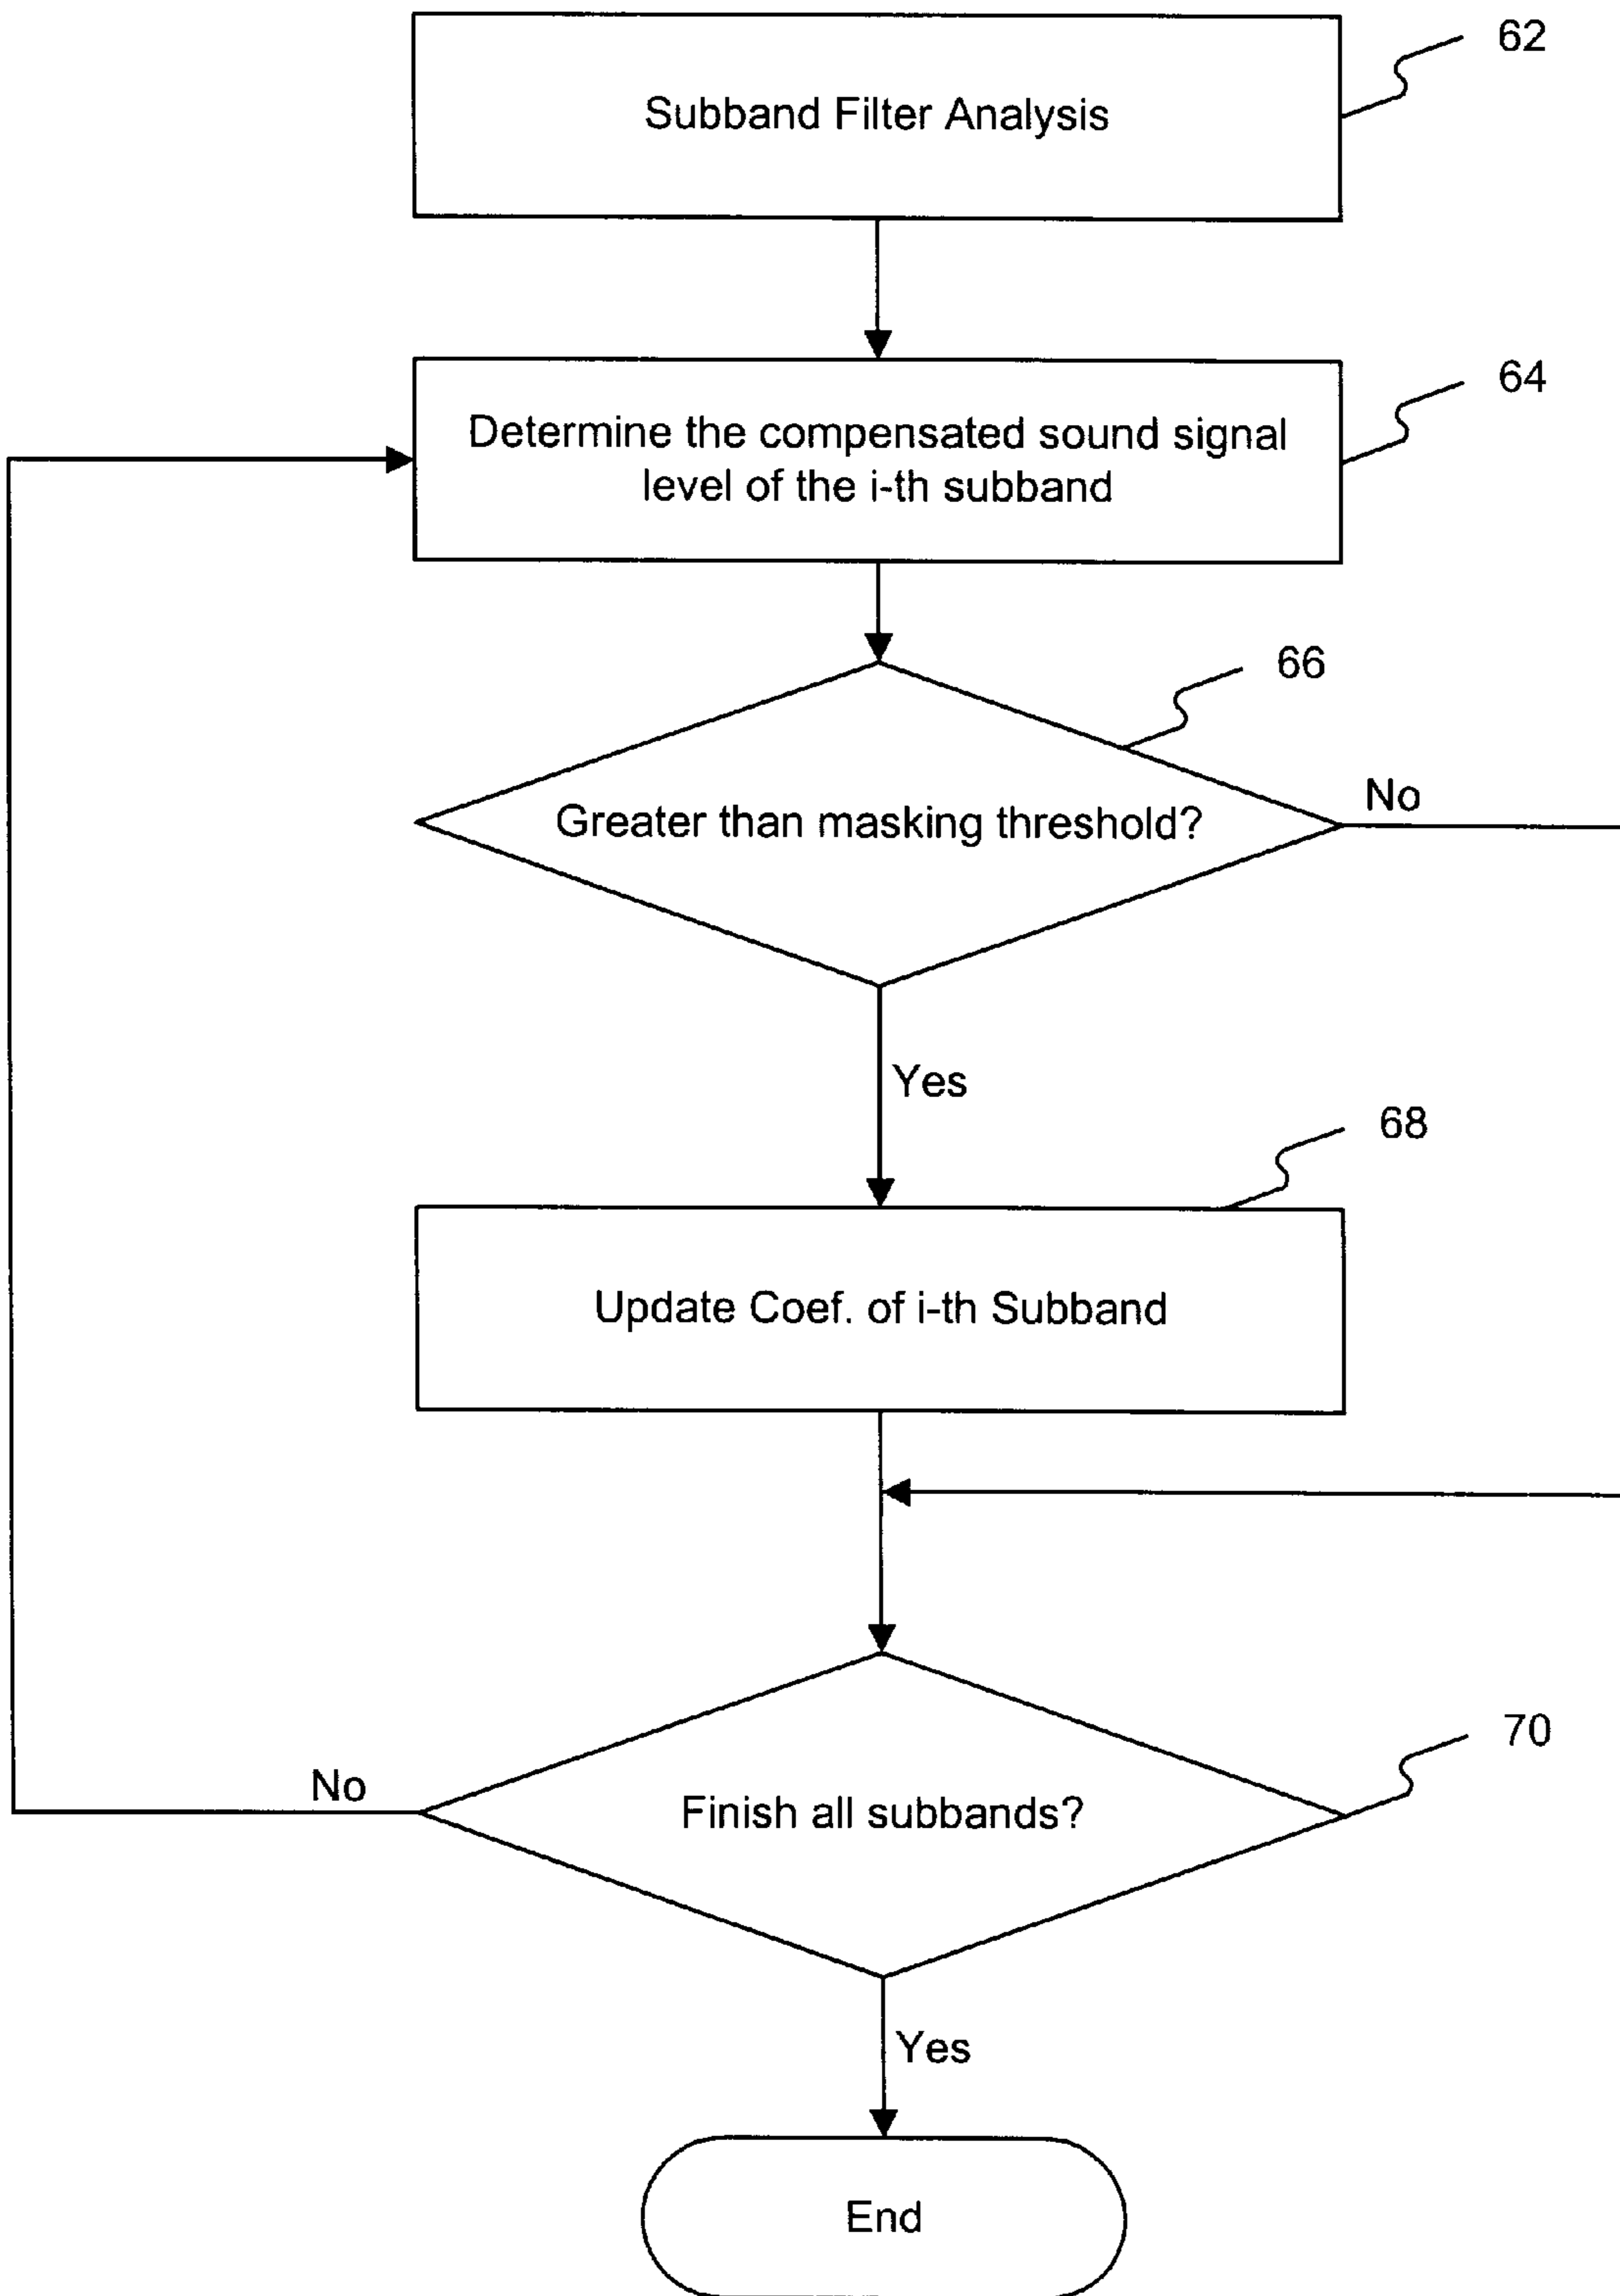 62
Subband Filter Analysis
64
Determine the compensated sound signal
level of the i-th subband
66
Greater than masking threshold?
No
Yes
68
Update Coef. of i-th Subband
70
No
Finish all subbands?
Yes
End